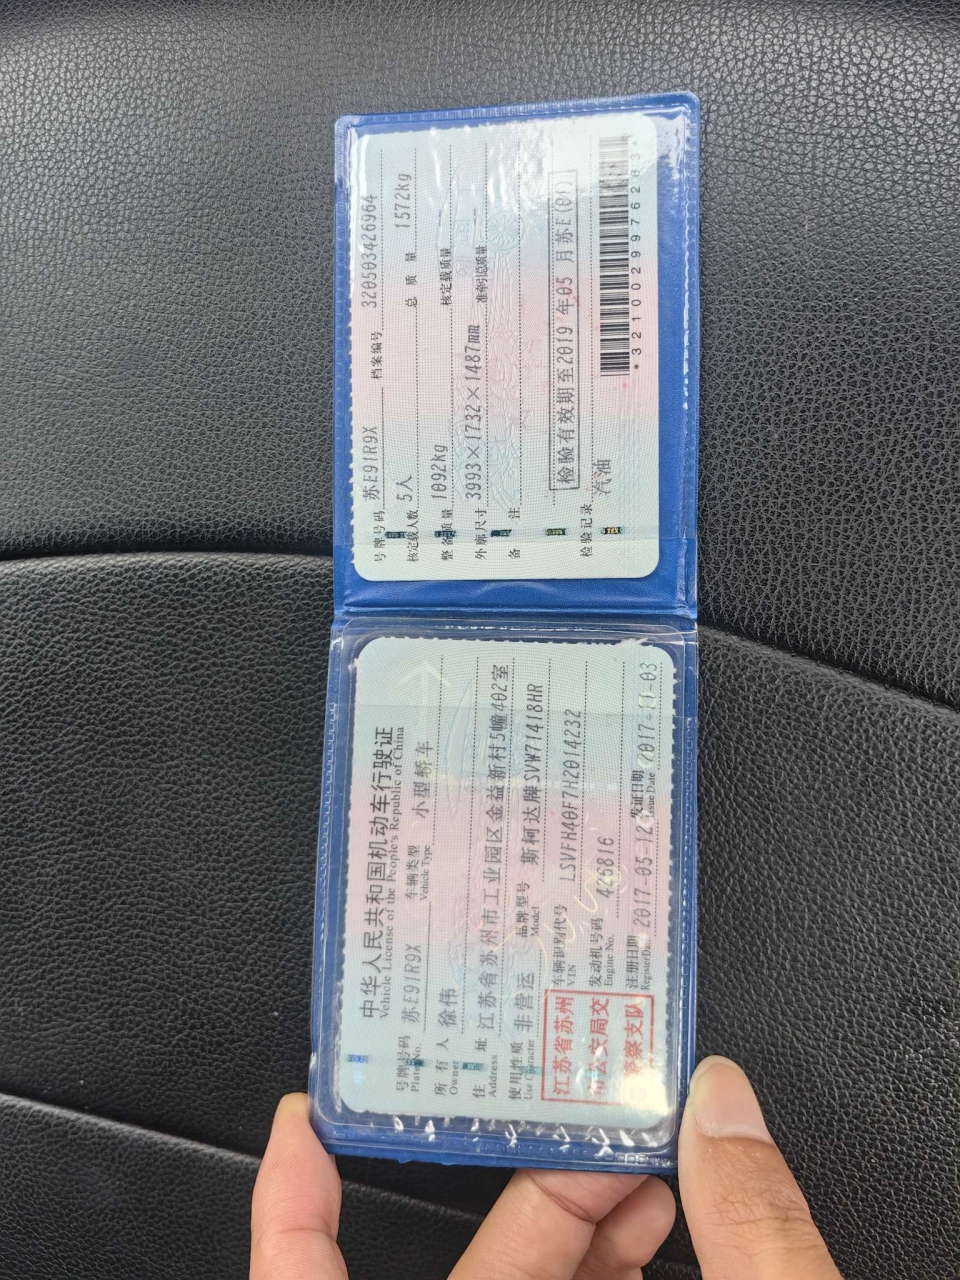 中华人民共和国机动车行驶证
Vehicle License of the People's Republic of China
号牌号码 苏E91R9X 车辆类型 小型轿车
Plate No. Vehicle Type
所有人 徐伟
Owner
住址 江苏省苏州市工业园区金益新村5幢402室
Address
使用性质 非营运 品牌型号 斯柯达牌SVW71418HR
Use Character Model
江苏省苏州
市公安局交
警察支队
车辆识别代号 LSVFH40F7H2014232
VIN
发动机号码 426816
Engine No.
注册日期 2017-05-12 发证日期 2017-11-03
Register Date Issue Date
号牌号码 苏E91R9X 档案编号 320503426964
核定载人数 5人 总质量 1572kg
整备质量 1092kg 核定载质量
外廓尺寸 3993×1732×1487mm 准牵引总质量
备注
检验有效期至2019年05月苏E(01)
检验记录 汽油
*3210029976263*